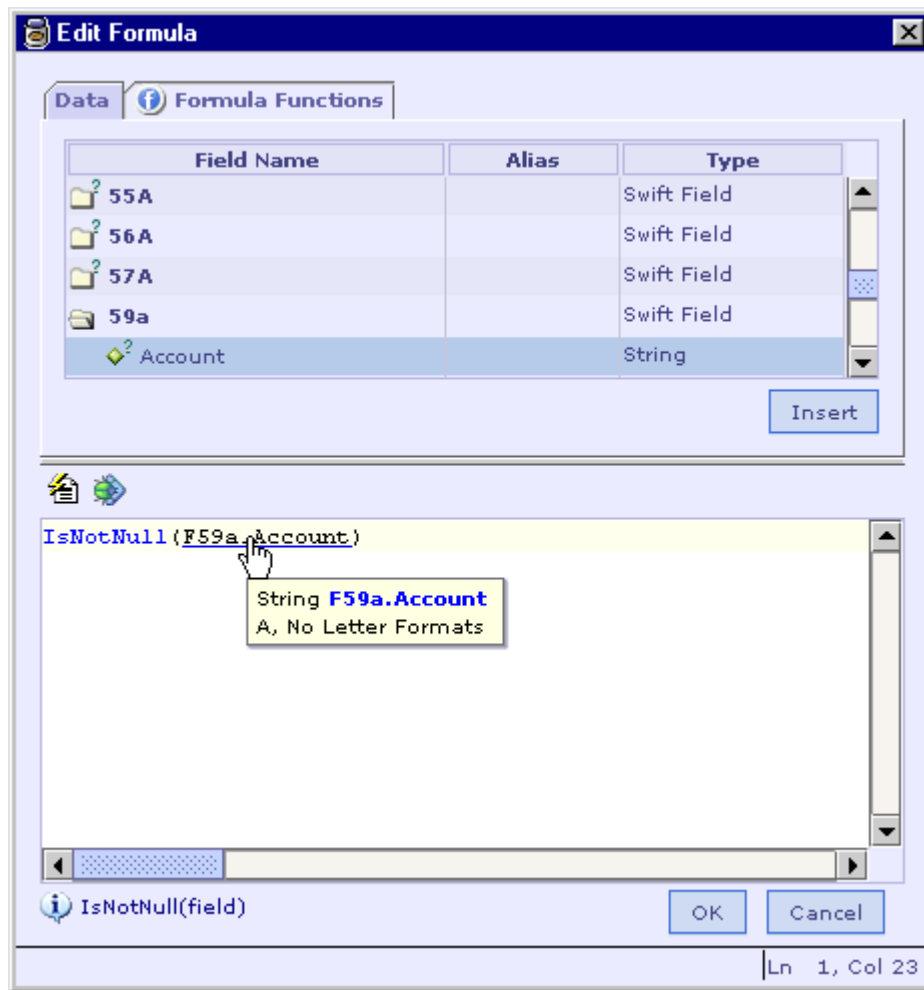 Edit Formula
Data Formula Functions
Field Name Alias Type
? 55A Swift Field
? 56A Swift Field
? 57A Swift Field
59a Swift Field
? Account String
Insert
IsNotNull(F59a.Account)
String F59a.Account
A, No Letter Formats
IsNotNull(field)
OK Cancel
Ln 1, Col 23